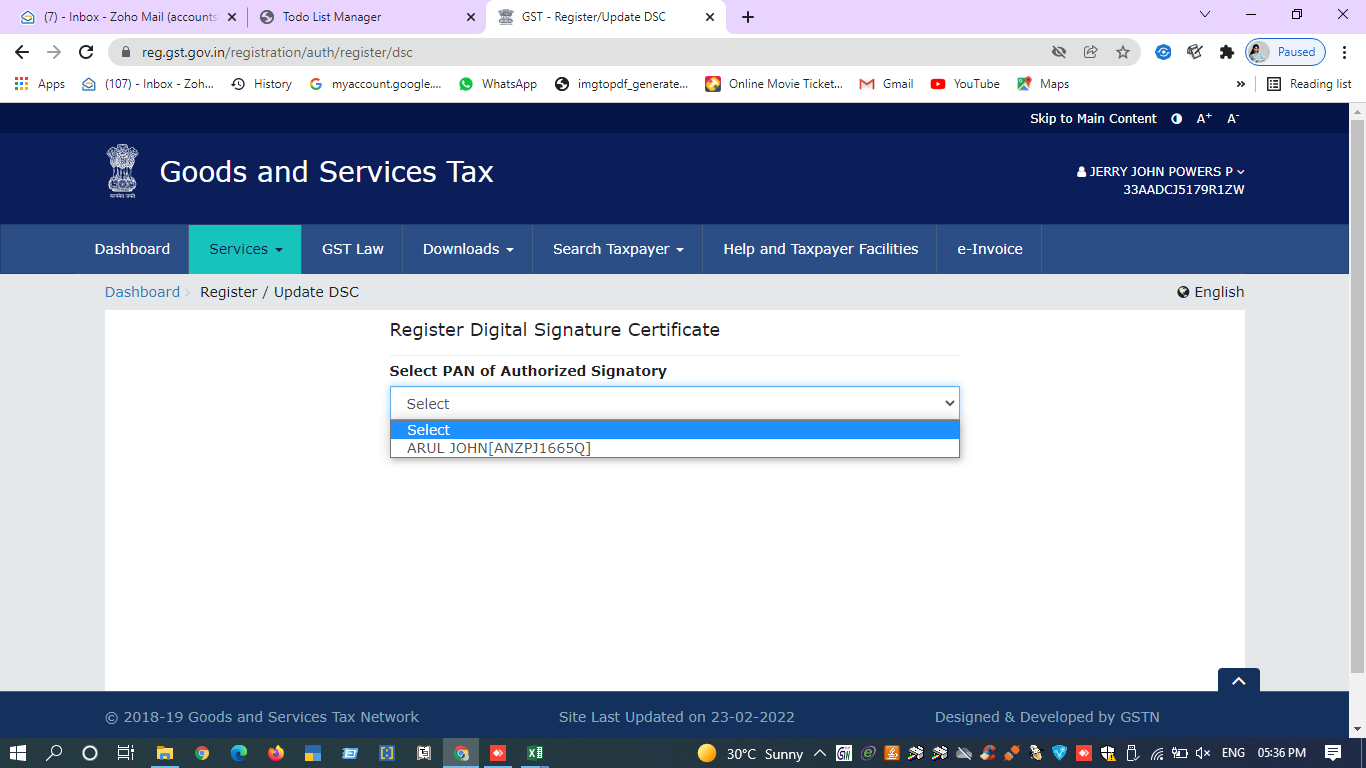 (7) - Inbox - Zoho Mail (accounts
Todo List Manager
GST - Register/Update DSC
reg.gst.gov.in/registration/auth/register/dsc
Paused
Apps
(107) - Inbox - Zoh...
History
myaccount.google....
WhatsApp
imgtopdf_generate...
Online Movie Ticket...
Gmail
YouTube
Maps
»
Reading list
Skip to Main Content
A+
A-
Goods and Services Tax
JERRY JOHN POWERS P
33AADCJ5179R1ZW
Dashboard
Services
GST Law
Downloads
Search Taxpayer
Help and Taxpayer Facilities
e-Invoice
Dashboard > Register / Update DSC
English
Register Digital Signature Certificate
Select PAN of Authorized Signatory
Select
Select
ARUL JOHN[ANZPJ1665Q]
© 2018-19 Goods and Services Tax Network
Site Last Updated on 23-02-2022
Designed & Developed by GSTN
30°C Sunny
ENG
05:36 PM